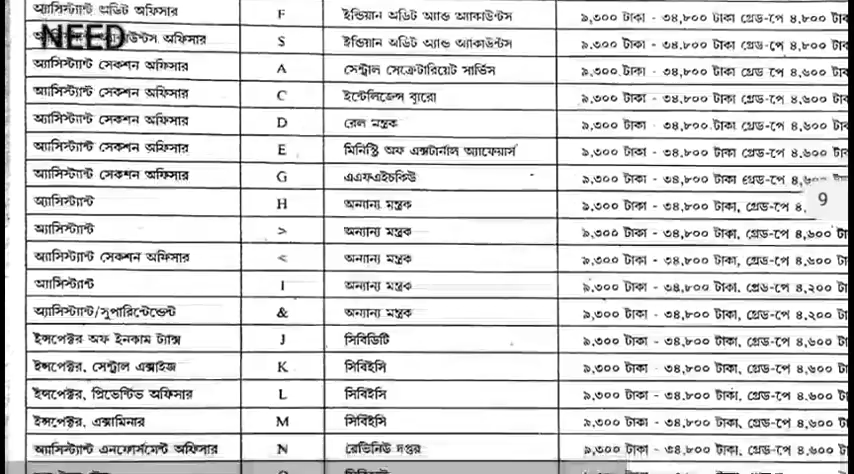 অ্যাসিস্ট্যান্ট অডিট অফিসার F ইন্ডিয়ান অডিট অ্যান্ড অ্যাকাউন্টস ৯,৩০০ টাকা - ৩৪,৮০০ টাকা গ্রেড-পে ৪,৮০০
NEED
অফিসার S ইন্ডিয়ান অডিট অ্যান্ড অ্যাকাউন্টস ৯,৩০০ টাকা - ৩৪,৮০০ টাকা গ্রেড-পে ৪,৮০০
অ্যাসিস্ট্যান্ট সেকশন অফিসার A সেন্ট্রাল সেক্রেটারিয়েট সার্ভিস ৯,৩০০ টাকা - ৩৪,৮০০ টাকা গ্রেড-পে ৪,৬০০
অ্যাসিস্ট্যান্ট সেকশন অফিসার C ইন্টেলিজেন্স ব্যুরো ৯,৩০০ টাকা - ৩৪,৮০০ টাকা গ্রেড-পে ৪,৬০০
অ্যাসিস্ট্যান্ট সেকশন অফিসার D রেল মন্ত্রক ৯,৩০০ টাকা - ৩৪,৮০০ টাকা গ্রেড-পে ৪,৬০০
অ্যাসিস্ট্যান্ট সেকশন অফিসার E মিনিস্ট্রি অফ এক্সটার্নাল অ্যাফেয়ার্স ৯,৩০০ টাকা - ৩৪,৮০০ টাকা গ্রেড-পে ৪,৬০০
অ্যাসিস্ট্যান্ট সেকশন অফিসার G এএফএইচকিউ ৯,৩০০ টাকা - ৩৪,৮০০ টাকা গ্রেড-পে
9
অ্যাসিস্ট্যান্ট H অন্যান্য মন্ত্রক ৯,৩০০ টাকা - ৩৪,৮০০ টাকা, গ্রেড-পে
অ্যাসিস্ট্যান্ট > অন্যান্য মন্ত্রক ৯,৩০০ টাকা - ৩৪,৮০০ টাকা, গ্রেড-পে ৪,৬০০
অ্যাসিস্ট্যান্ট সেকশন অফিসার < অন্যান্য মন্ত্রক ৯,৩০০ টাকা - ৩৪,৮০০ টাকা, গ্রেড-পে ৪,৬০০
অ্যাসিস্ট্যান্ট I অন্যান্য মন্ত্রক ৯,৩০০ টাকা - ৩৪,৮০০ টাকা, গ্রেড-পে ৪,২০০
অ্যাসিস্ট্যান্ট/সুপারিন্টেন্ডেন্ট & অন্যান্য মন্ত্রক ৯,৩০০ টাকা - ৩৪,৮০০ টাকা, গ্রেড-পে ৪,২০০
ইন্সপেক্টর অফ ইনকাম ট্যাক্স J সিবিডিটি ৯,৩০০ টাকা - ৩৪,৮০০ টাকা, গ্রেড-পে ৪,৬০০
ইন্সপেক্টর, সেন্ট্রাল এক্সাইজ K সিবিইসি ৯,৩০০ টাকা - ৩৪,৮০০ টাকা, গ্রেড-পে ৪,৬০০
ইন্সপেক্টর, প্রিভেন্টিভ অফিসার L সিবিইসি ৯,৩০০ টাকা - ৩৪,৮০০ টাকা, গ্রেড-পে ৪,৬০০
ইন্সপেক্টর, এক্সামিনার M সিবিইসি ৯,৩০০ টাকা - ৩৪,৮০০ টাকা, গ্রেড-পে ৪,৬০০
অ্যাসিস্ট্যান্ট এনফোর্সমেন্ট অফিসার N রেভিনিউ দপ্তর ৯,৩০০ টাকা - ৩৪,৮০০ টাকা, গ্রেড-পে ৪,৬০০